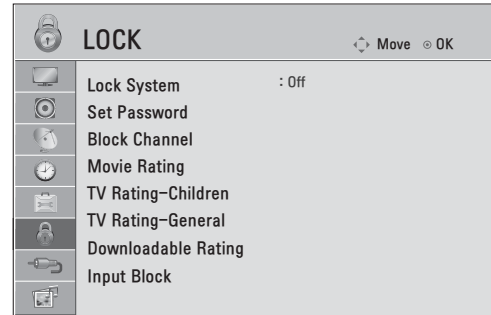 LOCK
Move OK
Lock System : Off
Set Password
Block Channel
Movie Rating
TV Rating-Children
TV Rating-General
Downloadable Rating
Input Block